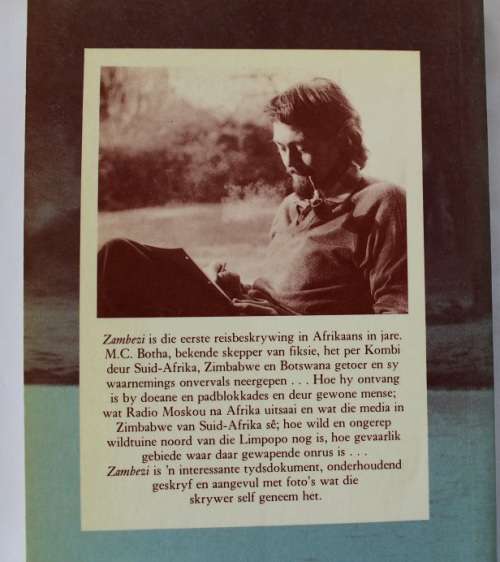 Zambezi is die eerste reisbeskrywing in Afrikaans in jare.
M.C. Botha, bekende skepper van fiksie, het per Kombi
deur Suid-Afrika, Zimbabwe en Botswana getoer en sy
waarnemings onvervals neergepen . . . Hoe hy ontvang
is by doeane en padblokkades en deur gewone mense;
wat Radio Moskou na Afrika uitsaai en wat die media in
Zimbabwe van Suid-Afrika sê; hoe wild en ongerep
wildtuine noord van die Limpopo nog is, hoe gevaarlik
gebiede waar daar gewapende onrus is . . .
Zambezi is 'n interessante tydsdokument, onderhoudend
geskryf en aangevul met foto's wat die
skrywer self geneem het.